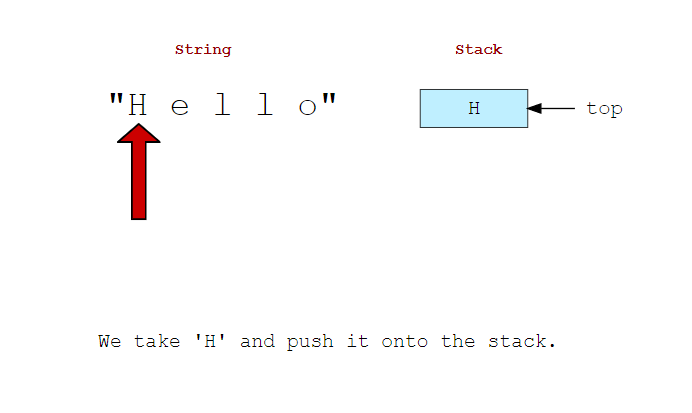 String
Stack
"H e l l o"
H
top
We take 'H' and push it onto the stack.